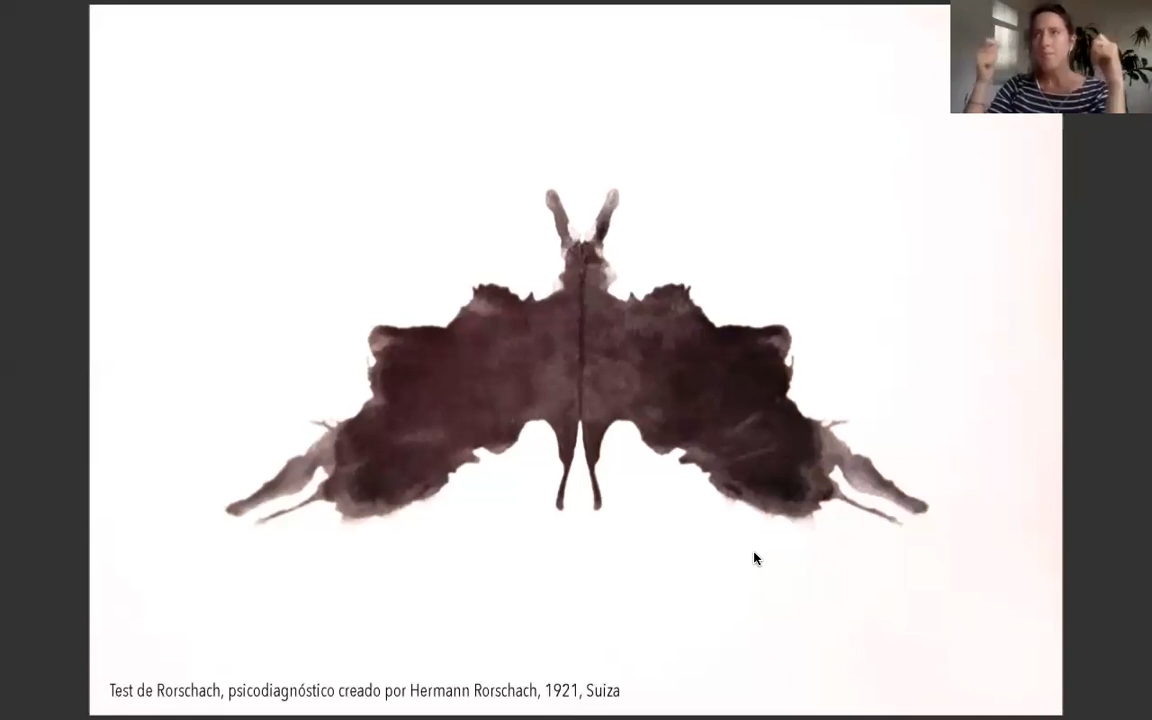 Test de Rorschach, psicodiagnóstico creado por Hermann Rorschach, 1921, Suiza